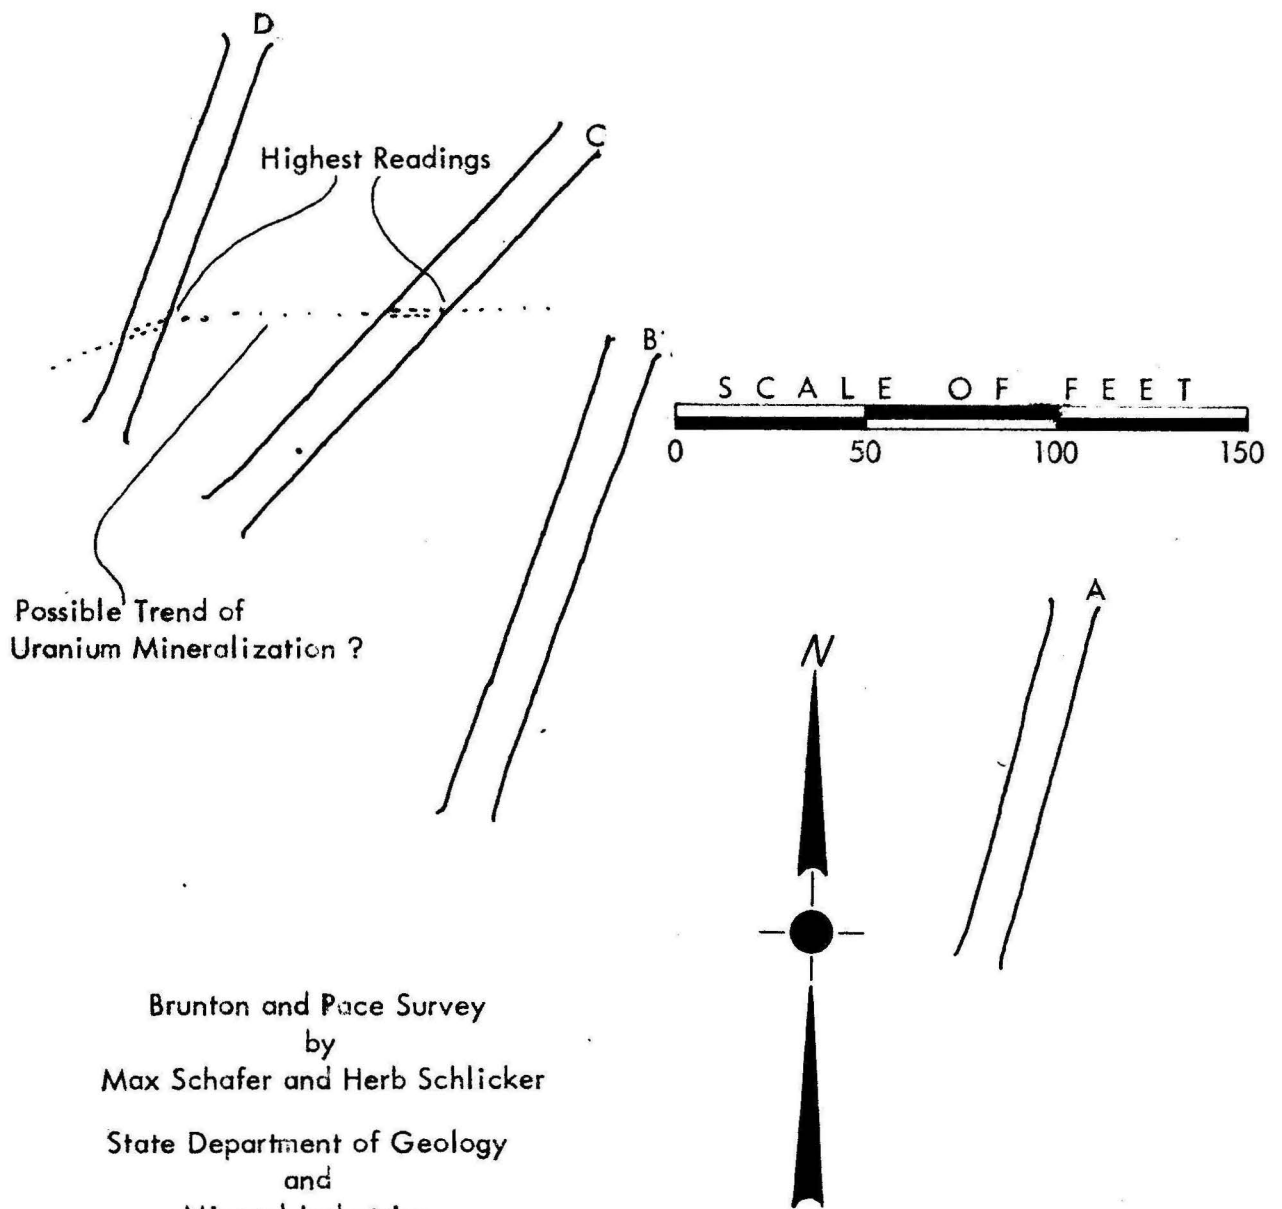 D
C
Highest Readings
B
SCALE OF FEET
0 50 100 150
A
Possible Trend of
Uranium Mineralization ?
N
Brunton and Pace Survey
by
Max Schafer and Herb Schlicker
State Department of Geology
and